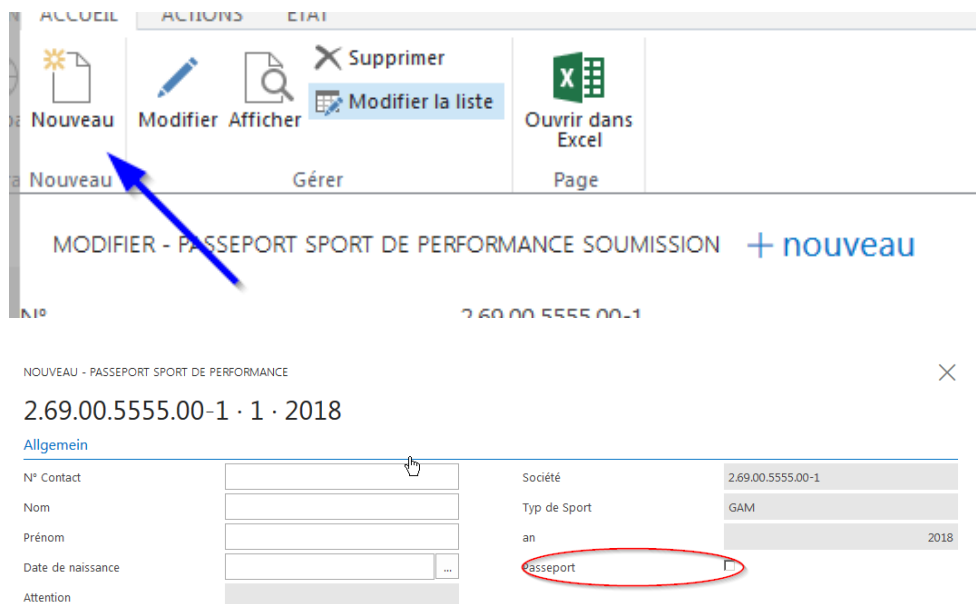 ACCUEIL ACTIONS ETAT
Supprimer
Modifier la liste
Nouveau Modifier Afficher Ouvrir dans
Excel
Nouveau Gérer Page
MODIFIER - PASSEPORT SPORT DE PERFORMANCE SOUMISSION + nouveau
N° 2.69.00.5555.00-1
NOUVEAU - PASSEPORT SPORT DE PERFORMANCE
2.69.00.5555.00-1 · 1 · 2018
Allgemein
N° Contact Société 2.69.00.5555.00-1
Nom Typ de Sport GAM
Prénom an 2018
Date de naissance ... Passeport
Attention